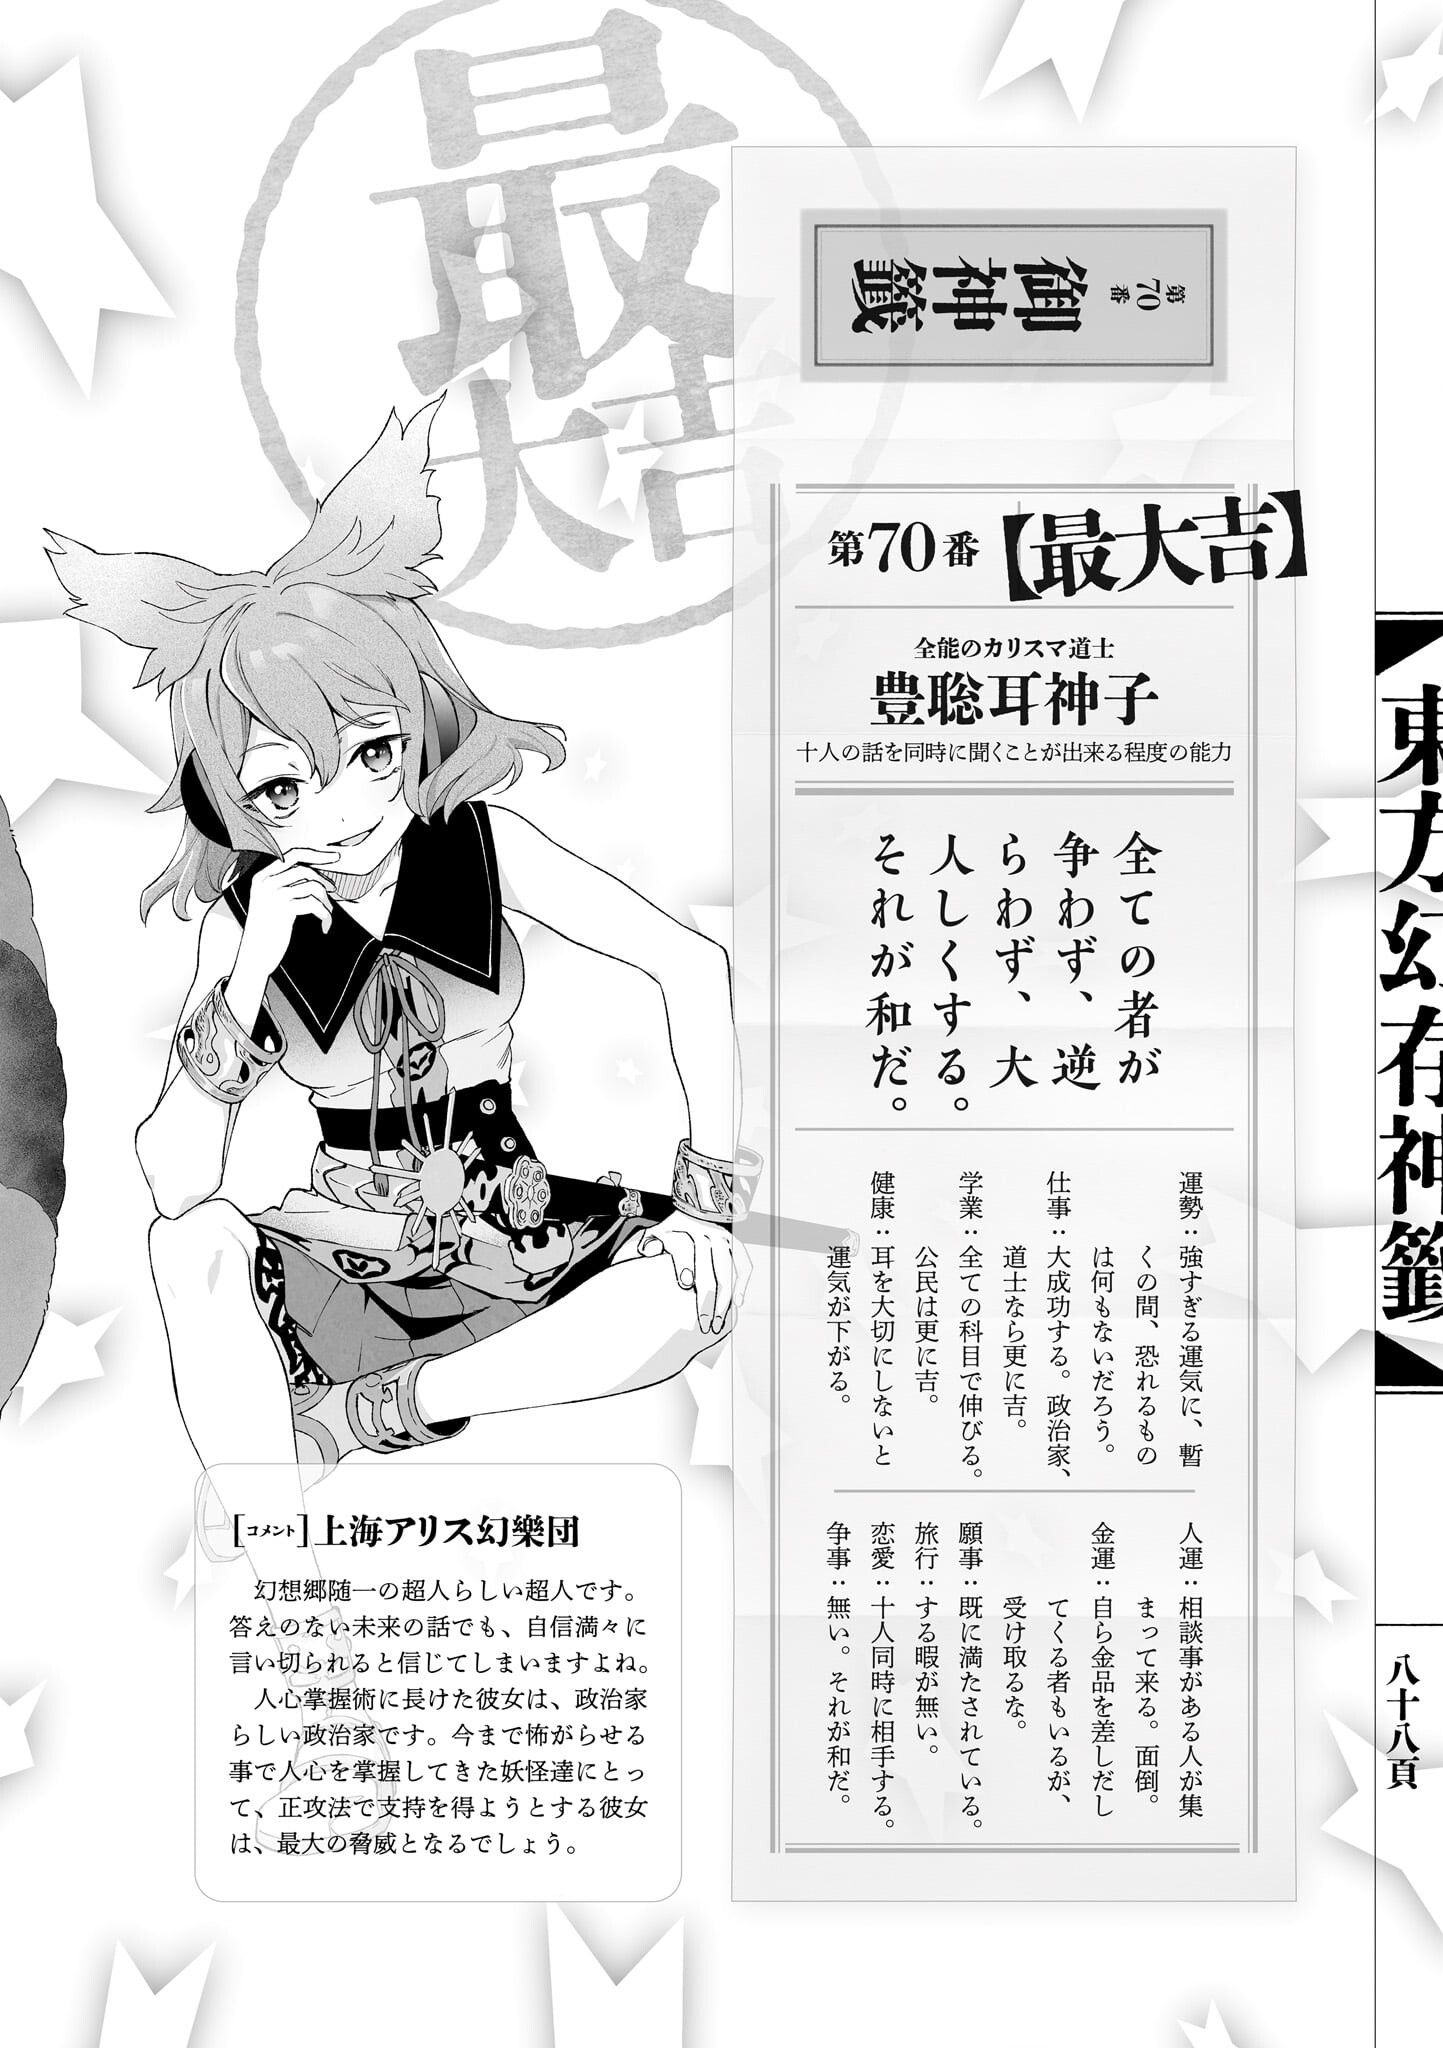 最大吉
第70番
御神籤
第70番【最大吉】
全能のカリスマ道士
豊聡耳神子
十人の話を同時に聞くことが出来る程度の能力
全ての者が
争わず、逆
らわず、大
人しくする。
それが和だ。
運勢：強すぎる運気に、暫
くの間、恐れるもの
は何もないだろう。
仕事：大成功する。政治家、
道士なら更に吉。
学業：全ての科目で伸びる。
公民は更に吉。
健康：耳を大切にしないと
運気が下がる。
人運：相談事がある人が集
まって来る。面倒。
金運：自ら金品を差しだし
てくる者もいるが、
受け取るな。
願事：既に満たされている。
旅行：する暇が無い。
恋愛：十人同時に相手する。
争事：無い。それが和だ。
［コメント］上海アリス幻樂団
幻想郷随一の超人らしい超人です。
答えのない未来の話でも、自信満々に
言い切られると信じてしまいますよね。
人心掌握術に長けた彼女は、政治家
らしい政治家です。今まで怖がらせる
事で人心を掌握してきた妖怪達にとっ
て、正攻法で支持を得ようとする彼女
は、最大の脅威となるでしょう。
【東方幻存神籤】
八十八頁